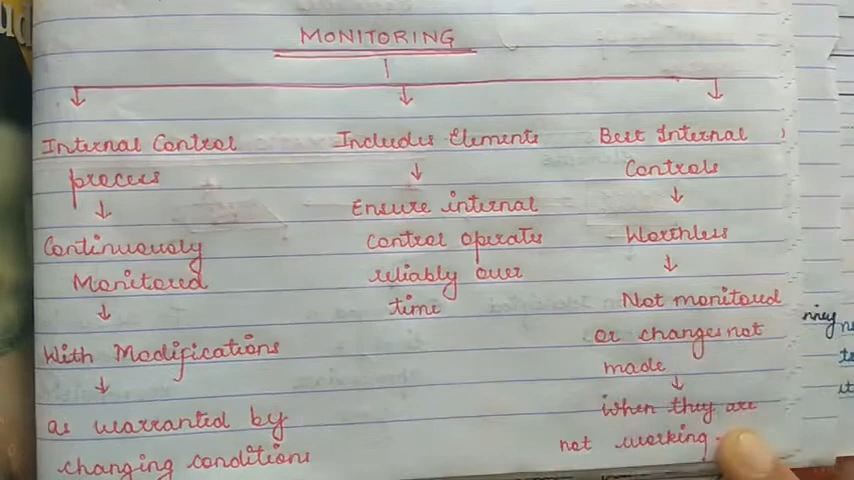 MONITORING
Internal Control
process
Continuously
Monitored
With Modifications
as warranted by
changing conditions
Includes Elements
Ensure internal
Control operates
reliably over
time
Best Internal
Controls
Worthless
Not monitored
or changes not
made
when they are
not working.